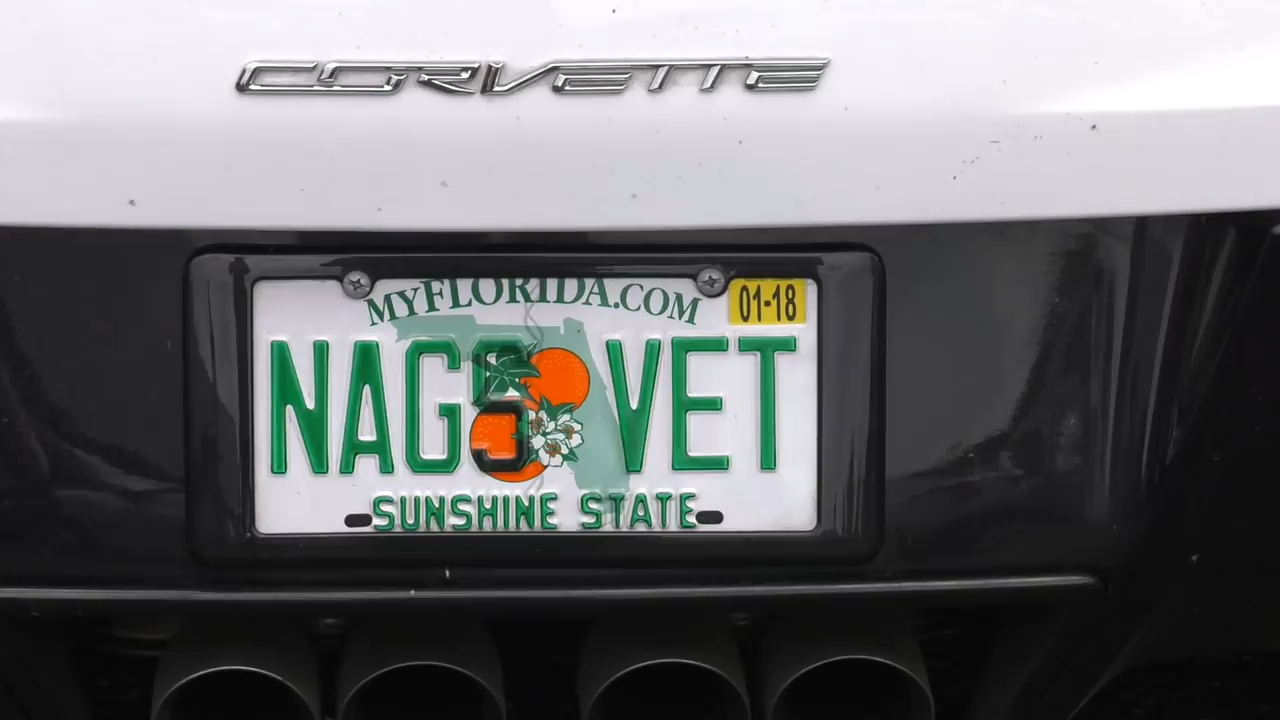 CORVETTE
MYFLORIDA.COM
01-18
NAG5 VET
SUNSHINE STATE